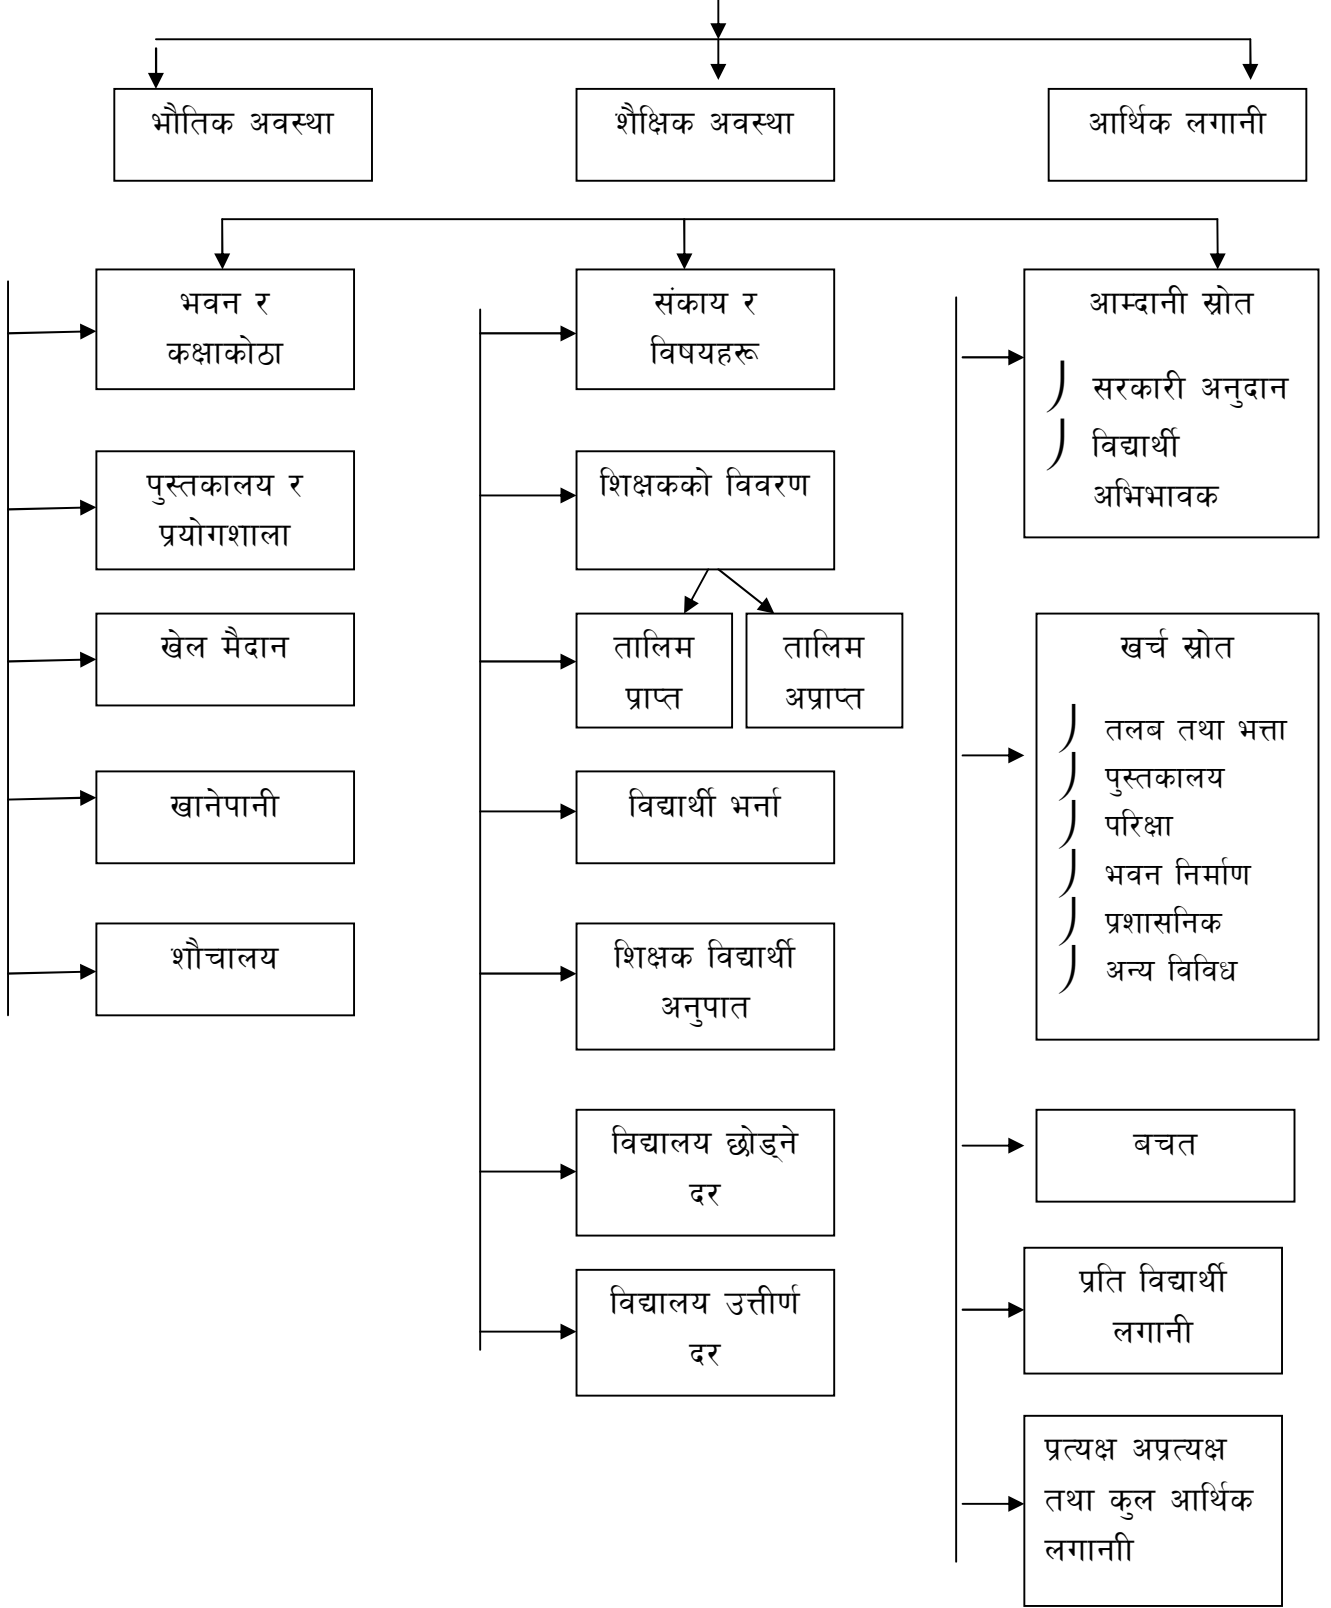 भौतिक अवस्था
शैक्षिक अवस्था
आर्थिक लगानी
भवन र
कक्षाकोठा
पुस्तकालय र
प्रयोगशाला
खेल मैदान
खानेपानी
शौचालय
संकाय र
विषयहरू
शिक्षकको विवरण
तालिम
प्राप्त
तालिम
अप्राप्त
विद्यार्थी भर्ना
शिक्षक विद्यार्थी
अनुपात
विद्यालय छोड्ने
दर
विद्यालय उत्तीर्ण
दर
आम्दानी स्रोत
सरकारी अनुदान
विद्यार्थी
अभिभावक
खर्च स्रोत
तलब तथा भत्ता
पुस्तकालय
परिक्षा
भवन निर्माण
प्रशासनिक
अन्य विविध
बचत
प्रति विद्यार्थी
लगानी
प्रत्यक्ष अप्रत्यक्ष
तथा कुल आर्थिक
लगानाी